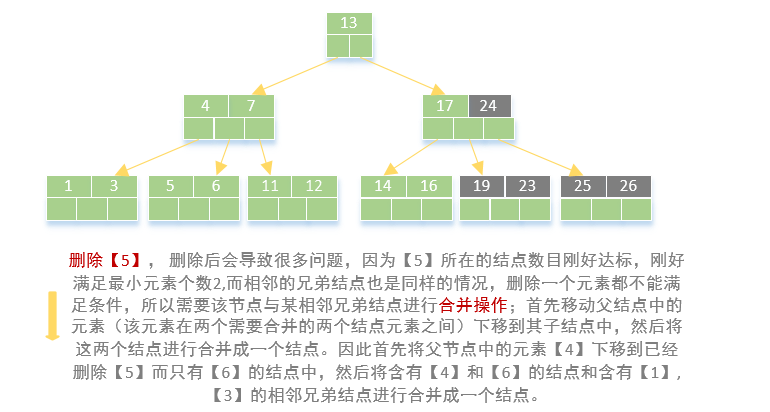 13
4 7 17 24
1 3 5 6 11 12 14 16 19 23 25 26
删除【5】， 删除后会导致很多问题，因为【5】所在的结点数目刚好达标，刚好
满足最小元素个数2,而相邻的兄弟结点也是同样的情况，删除一个元素都不能满
足条件，所以需要该节点与某相邻兄弟结点进行合并操作；首先移动父结点中的
元素（该元素在两个需要合并的两个结点元素之间）下移到其子结点中，然后将
这两个结点进行合并成一个结点。因此首先将父节点中的元素【4】下移到已经
删除【5】而只有【6】的结点中，然后将含有【4】和【6】的结点和含有【1】,
【3】的相邻兄弟结点进行合并成一个结点。